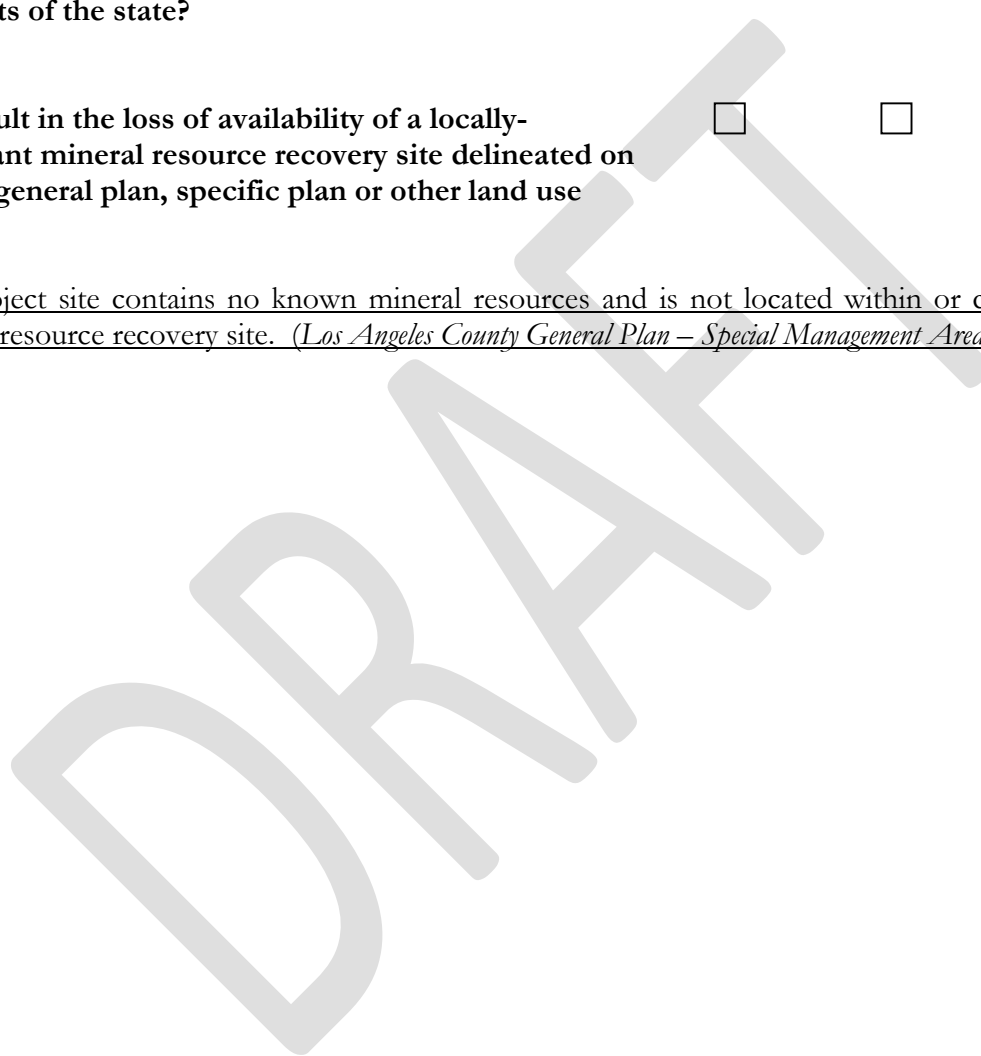 ts of the state?
ult in the loss of availability of a locally-
ant mineral resource recovery site delineated on
general plan, specific plan or other land use
oject site contains no known mineral resources and is not located within or
resource recovery site. (Los Angeles County General Plan – Special Management Area
DRAFT